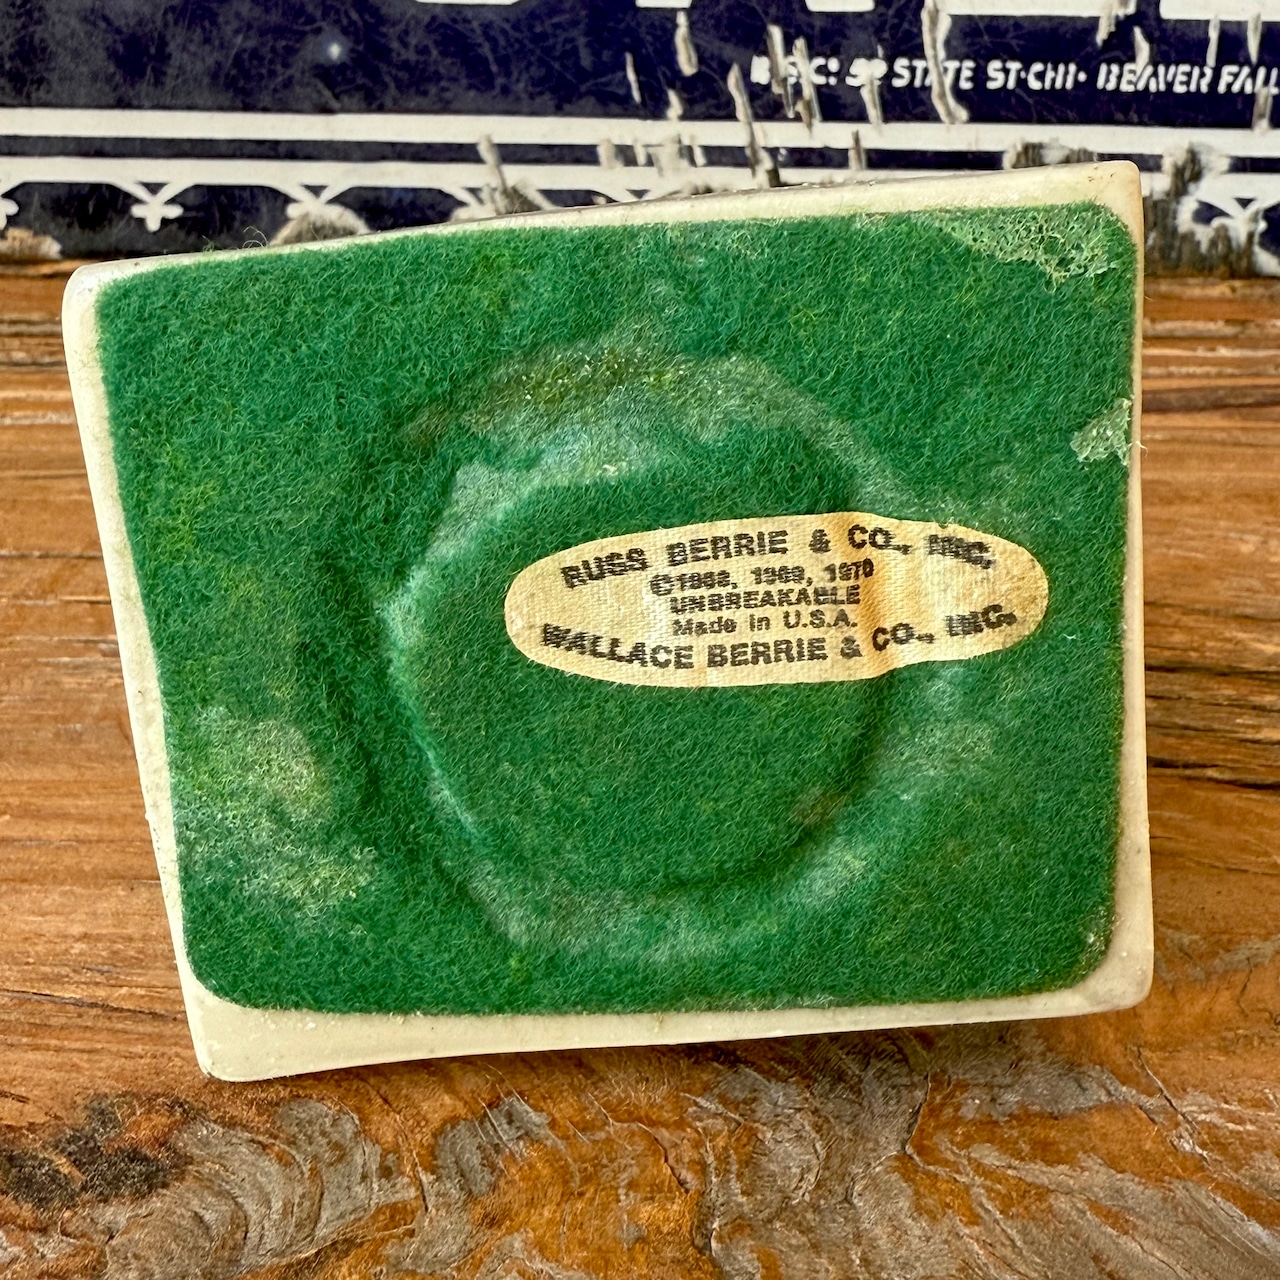 STATE ST·CHI· BEAVER FALL
RUSS BERRIE & CO., INC.
©1968, 1969, 1970
UNBREAKABLE
Made in U.S.A.
WALLACE BERRIE & CO., INC.